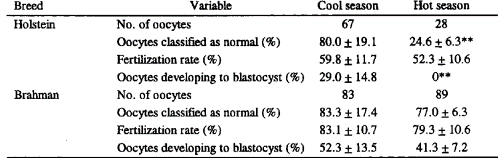 Breed Variable Cool season Hot season
Holstein No. of oocytes 67 28
Oocytes classified as normal (%) 80.0 ± 19.1 24.6 ± 6.3**
Fertilization rate (%) 59.8 ± 11.7 52.3 ± 10.6
Oocytes developing to blastocyst (%) 29.0 ± 14.8 0**
Brahman No. of oocytes 83 89
Oocytes classified as normal (%) 83.3 ± 17.4 77.0 ± 6.3
Fertilization rate (%) 83.1 ± 10.7 79.3 ± 10.6
Oocytes developing to blastocyst (%) 52.3 ± 13.5 41.3 ± 7.2